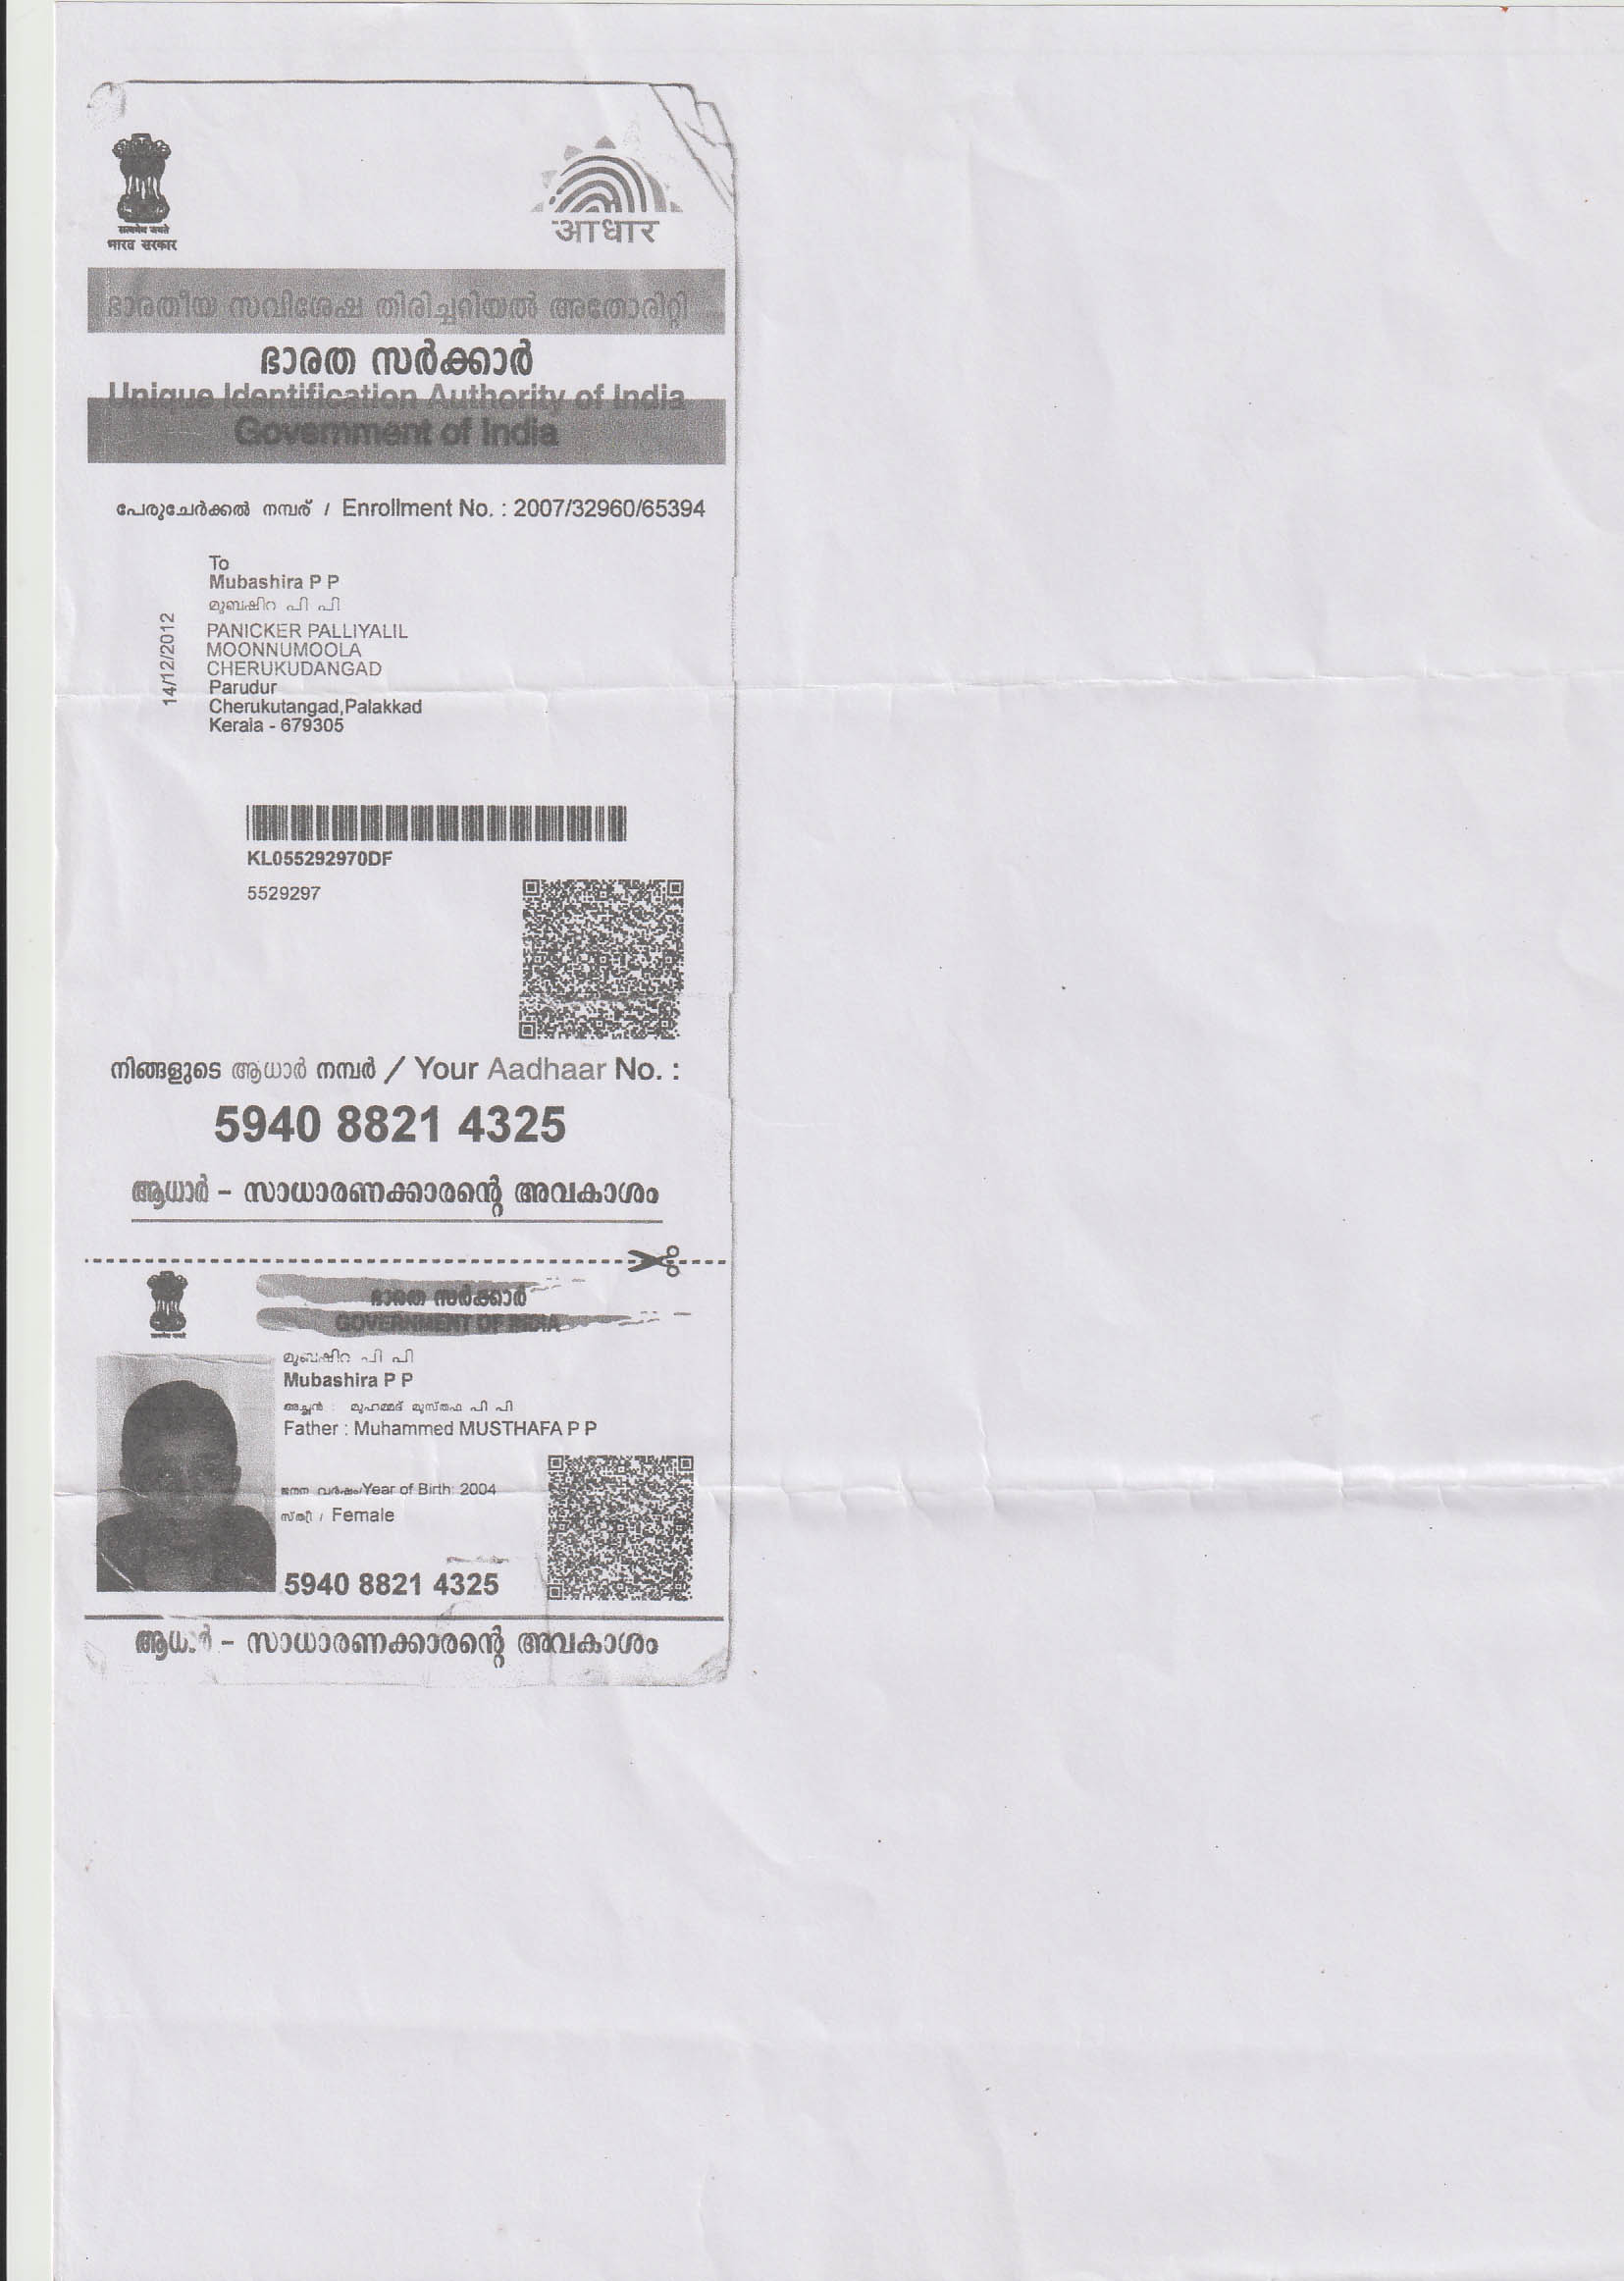 सत्यमेव जयते
भारत सरकार
आधार
ഭാരതീയ സവിശേഷ തിരിച്ചറിയൽ അതോരിറ്റി
ഭാരത സർക്കാർ
Unique Identification Authority of India
Government of India
പേരുചേർക്കൽ നമ്പര് / Enrollment No. : 2007/32960/65394
14/12/2012
To
Mubashira P P
മുബഷിറ പി പി
PANICKER PALLIYALIL
MOONNUMOOLA
CHERUKUDANGAD
Parudur
Cherukutangad,Palakkad
Kerala - 679305
KL055292970DF
5529297
നിങ്ങളുടെ ആധാർ നമ്പർ / Your Aadhaar No. :
5940 8821 4325
ആധാർ – സാധാരണക്കാരന്റെ അവകാശം
ഭാരത സർക്കാർ
GOVERNMENT OF INDIA
മുബഷിറ പി പി
Mubashira P P
അച്ഛൻ : മുഹമ്മദ് മുസ്തഫ പി പി
Father : Muhammed MUSTHAFA P P
ജനന വർഷം/Year of Birth: 2004
സ്ത്രീ / Female
5940 8821 4325
ആധാർ – സാധാരണക്കാരന്റെ അവകാശം